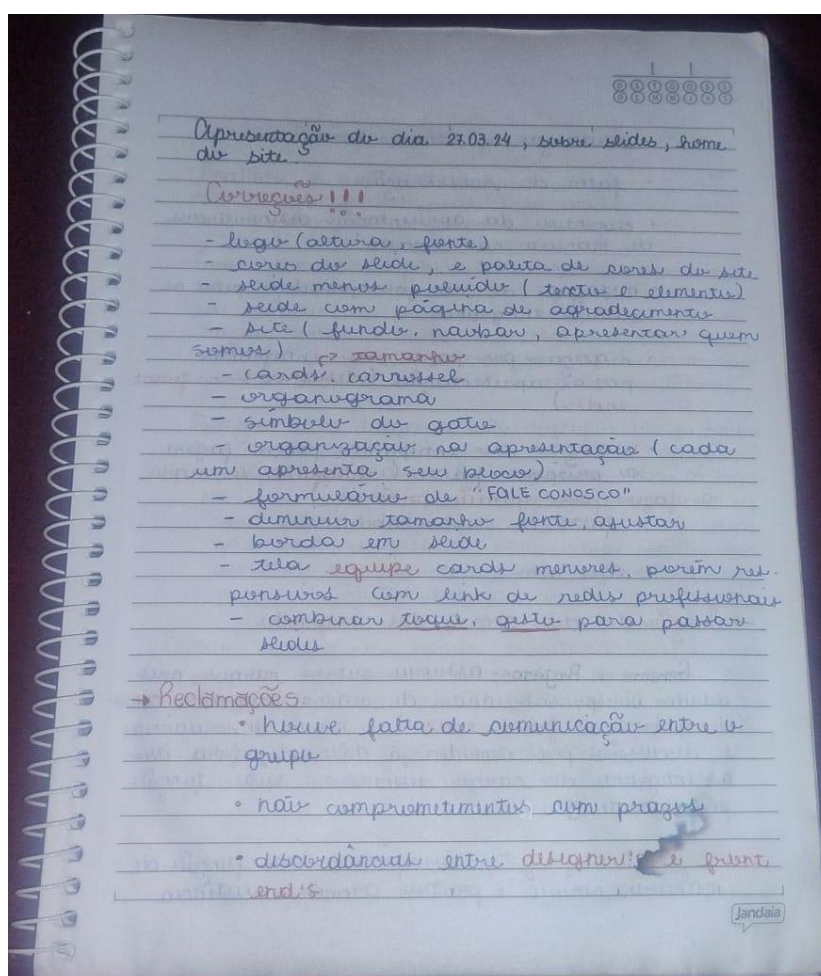 Apresentação do dia 27.03.24, sobre slides, home
do site.
Correções!!!
- logo (altura, fonte)
- cores do slide, e paleta de cores do site
- slide menos poluído (textos e elementos)
- slide com página de agradecimento
- site (fundo, navbar, apresentar quem
somos) → tamanho
- cards, carrossel
- organograma
- símbolo do gato
- organização na apresentação (cada
um apresenta (seu bloco)
- formulário de "FALE CONOSCO"
- diminuir tamanho fonte, ajustar
- borda em slide
- tela equipe cards menores, porém res-
ponsivos com link de redes profissionais
- combinar toque, gesto para passar
slides
→ Reclamações
• houve falta de comunicação entre o
grupo
• não comprometimentos com prazos
• discordâncias entre designer's e front
end's
Jandaia